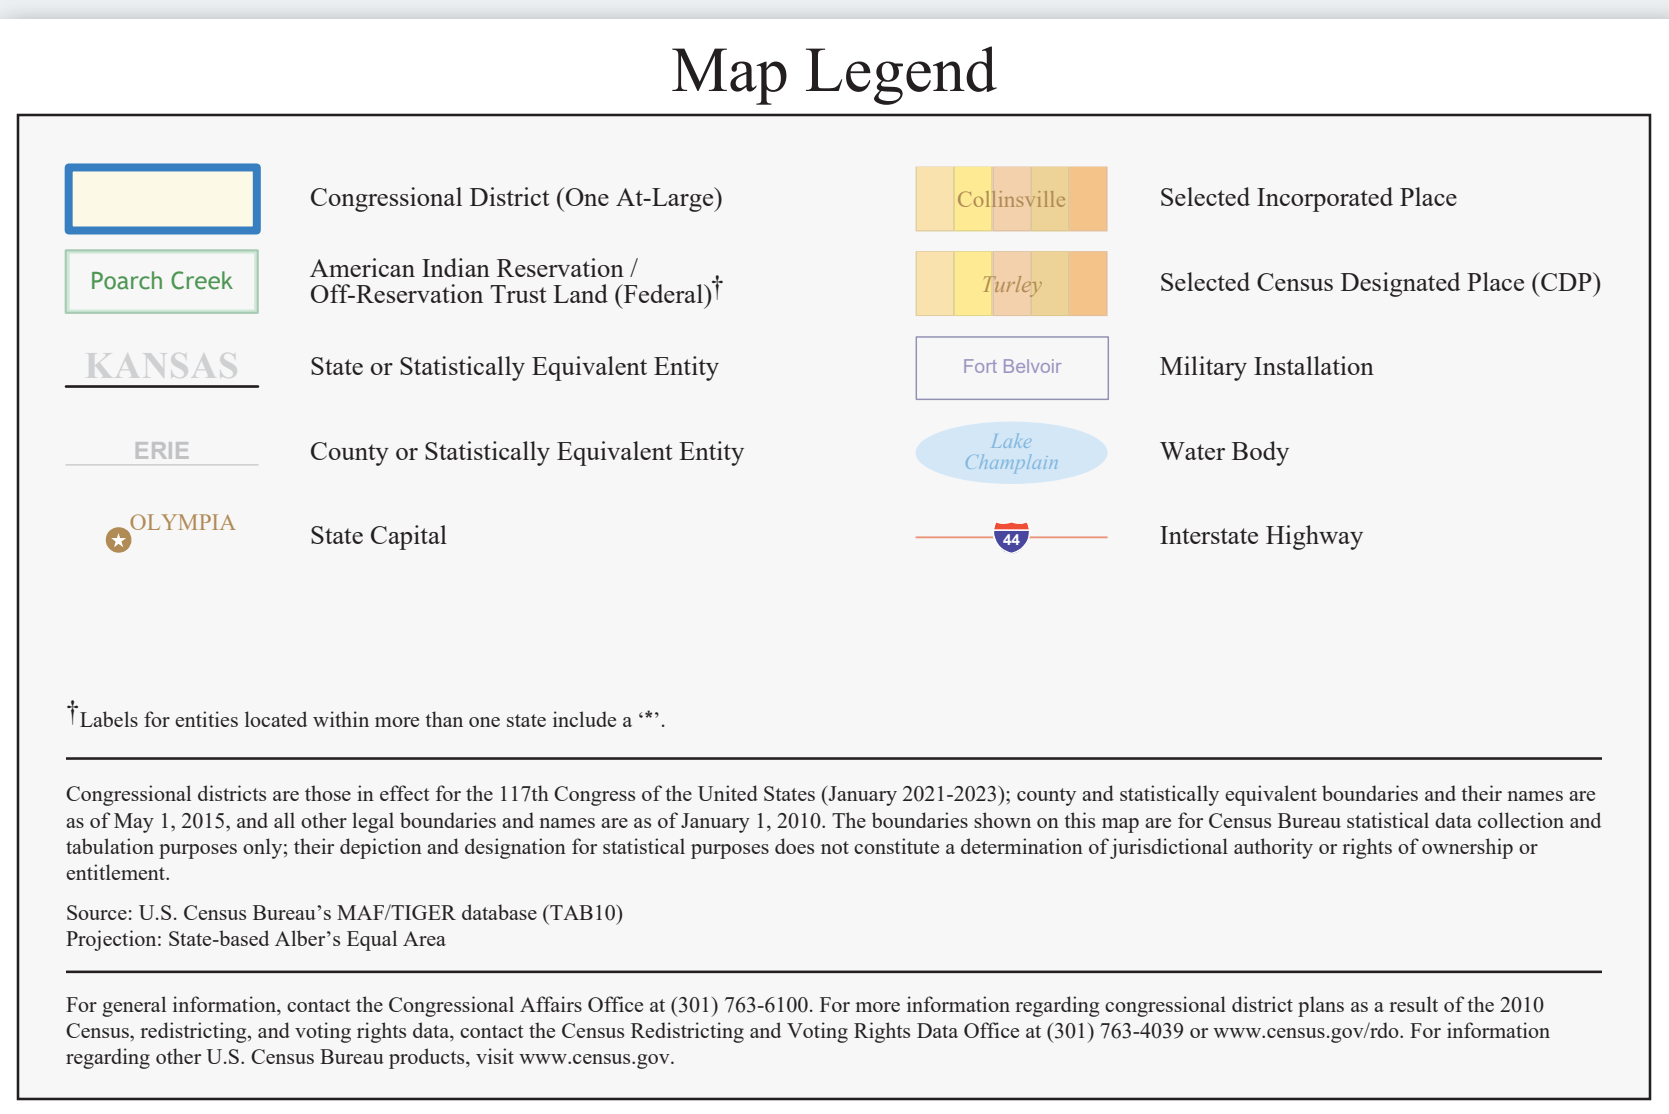 Map Legend
Congressional District (One At-Large)
Poarch Creek
American Indian Reservation /
Off-Reservation Trust Land (Federal)†
KANSAS
State or Statistically Equivalent Entity
ERIE
County or Statistically Equivalent Entity
OLYMPIA
State Capital
Collinsville
Selected Incorporated Place
Turley
Selected Census Designated Place (CDP)
Fort Belvoir
Military Installation
Lake
Champlain
Water Body
44
Interstate Highway
†Labels for entities located within more than one state include a ‘*’.
Congressional districts are those in effect for the 117th Congress of the United States (January 2021-2023); county and statistically equivalent boundaries and their names are
as of May 1, 2015, and all other legal boundaries and names are as of January 1, 2010. The boundaries shown on this map are for Census Bureau statistical data collection and
tabulation purposes only; their depiction and designation for statistical purposes does not constitute a determination of jurisdictional authority or rights of ownership or
entitlement.
Source: U.S. Census Bureau’s MAF/TIGER database (TAB10)
Projection: State-based Alber’s Equal Area
For general information, contact the Congressional Affairs Office at (301) 763-6100. For more information regarding congressional district plans as a result of the 2010
Census, redistricting, and voting rights data, contact the Census Redistricting and Voting Rights Data Office at (301) 763-4039 or www.census.gov/rdo. For information
regarding other U.S. Census Bureau products, visit www.census.gov.